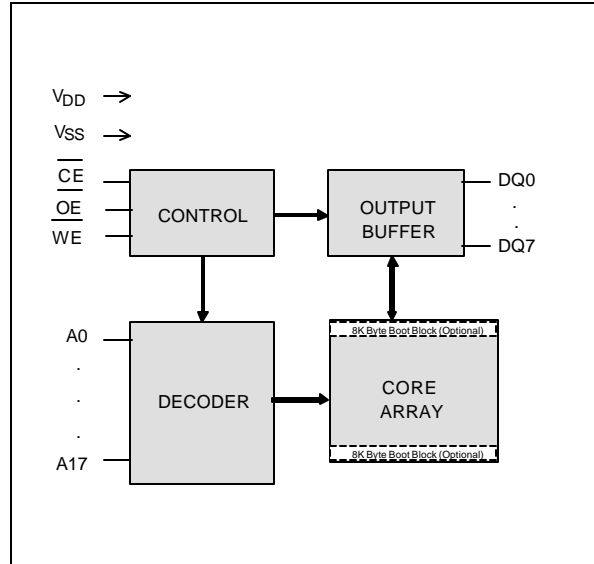 VDD
VSS
CE
OE
WE
CONTROL
OUTPUT
BUFFER
DQ0
.
.
DQ7
A0
.
.
.
A17
DECODER
8K Byte Boot Block (Optional)
CORE
ARRAY
8K Byte Boot Block (Optional)